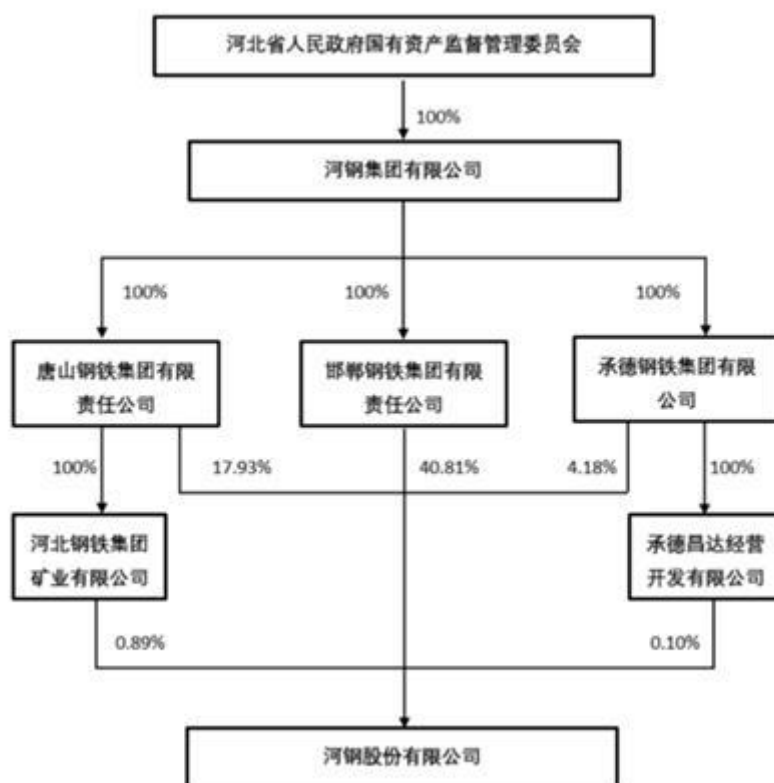 河北省人民政府国有资产监督管理委员会
100%
河钢集团有限公司
100%
100%
100%
唐山钢铁集团有限
责任公司
邯郸钢铁集团有限
责任公司
承德钢铁集团有限
公司
100%
17.93%
40.81%
4.18%
100%
河北钢铁集团
矿业有限公司
承德昌达经营
开发有限公司
0.89%
0.10%
河钢股份有限公司